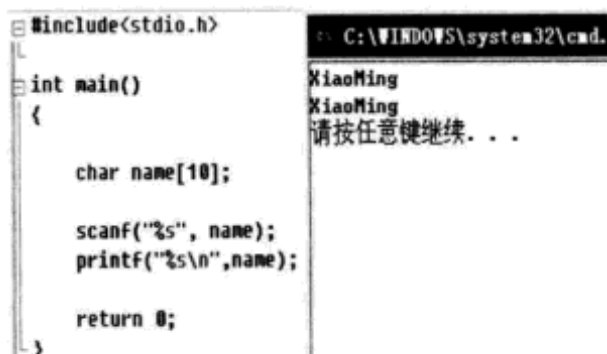 #include<stdio.h>
int main()
{
char name[10];
scanf("%s", name);
printf("%s\n",name);
return 0;
}
C:\WINDOWS\system32\cmd.
XiaoMing
XiaoMing
请按任意键继续. . .